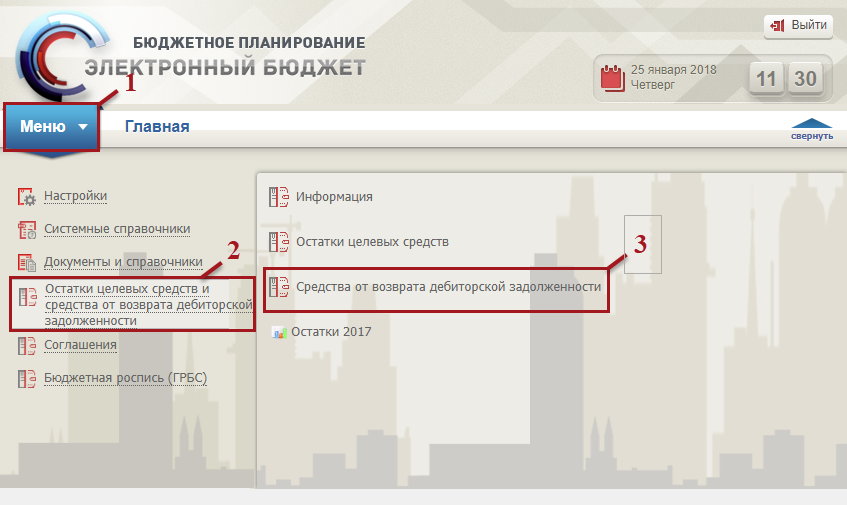 Выйти
БЮДЖЕТНОЕ ПЛАНИРОВАНИЕ
ЭЛЕКТРОННЫЙ БЮДЖЕТ
25 января 2018
Четверг
11 30
1
Меню
Главная
свернуть
Настройки
Системные справочники
Документы и справочники
2
Остатки целевых средств и
средства от возврата дебиторской
задолженности
Соглашения
Бюджетная роспись (ГРБС)
Информация
Остатки целевых средств
3
Средства от возврата дебиторской задолженности
Остатки 2017